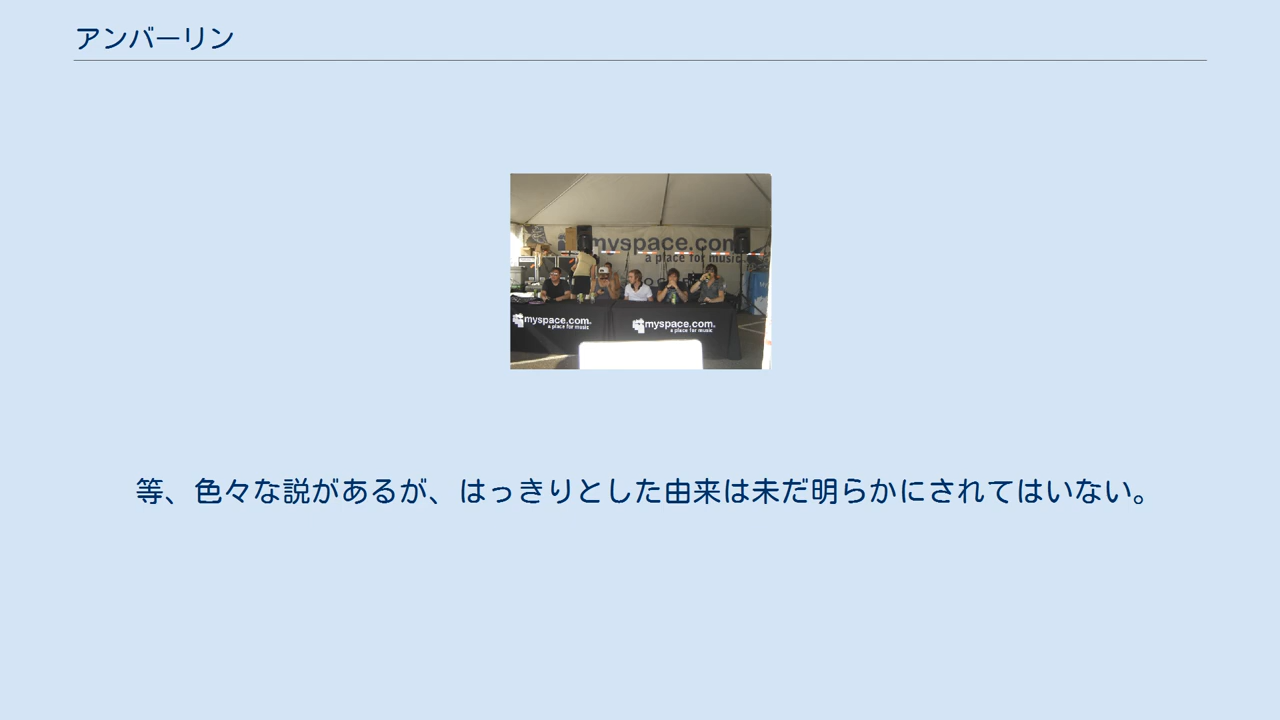 アンバーリン
myspace.com
a place for music
myspace.com.
a place for music
myspace.com.
a place for music
等、色々な説があるが、はっきりとした由来は未だ明らかにされてはいない。